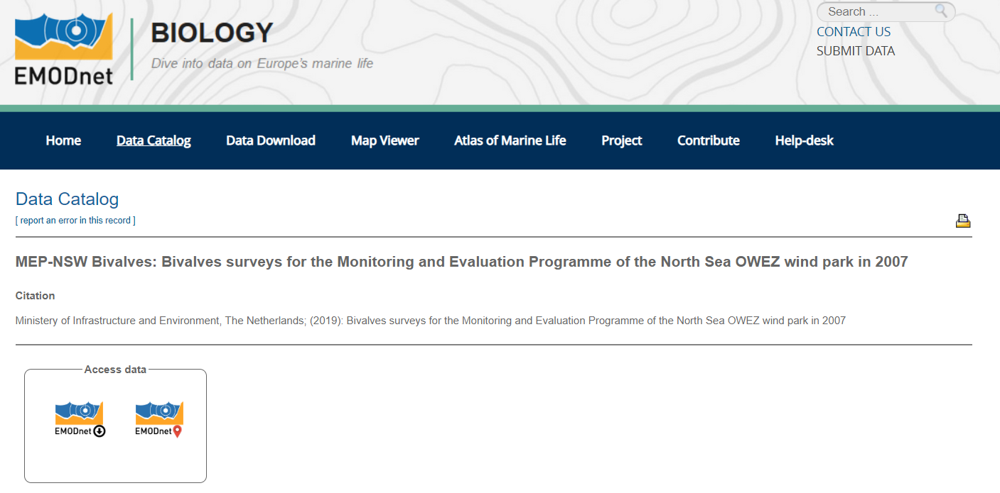 EMODnet
BIOLOGY
Dive into data on Europe's marine life
Search ...
CONTACT US
SUBMIT DATA
Home Data Catalog Data Download Map Viewer Atlas of Marine Life Project Contribute Help-desk
Data Catalog
[ report an error in this record ]
MEP-NSW Bivalves: Bivalves surveys for the Monitoring and Evaluation Programme of the North Sea OWEZ wind park in 2007
Citation
Ministery of Infrastructure and Environment, The Netherlands; (2019): Bivalves surveys for the Monitoring and Evaluation Programme of the North Sea OWEZ wind park in 2007
Access data
EMODnet EMODnet